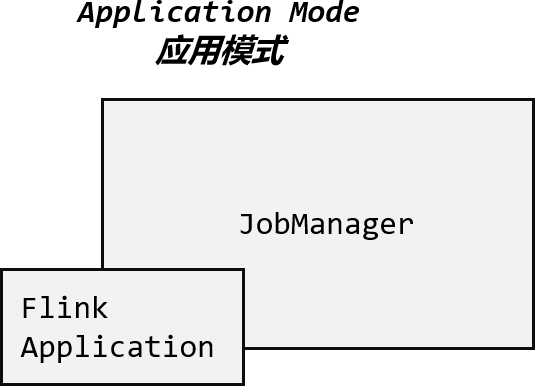 Application Mode
应用模式
JobManager
Flink
Application